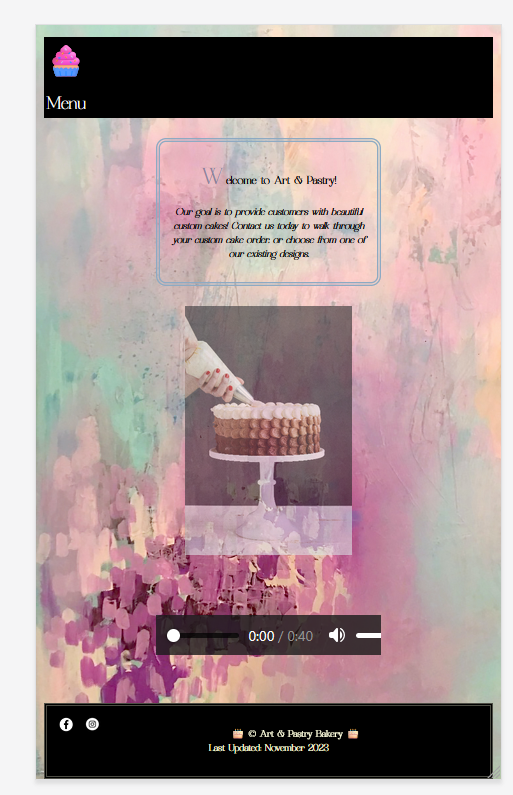 Menu
Welcome to Art & Pastry!
Our goal is to provide customers with beautiful
custom cakes! Contact us today to walk through
your custom cake order, or choose from one of
our existing designs.
0:00 / 0:40
© Art & Pastry Bakery
Last Updated: November 2023